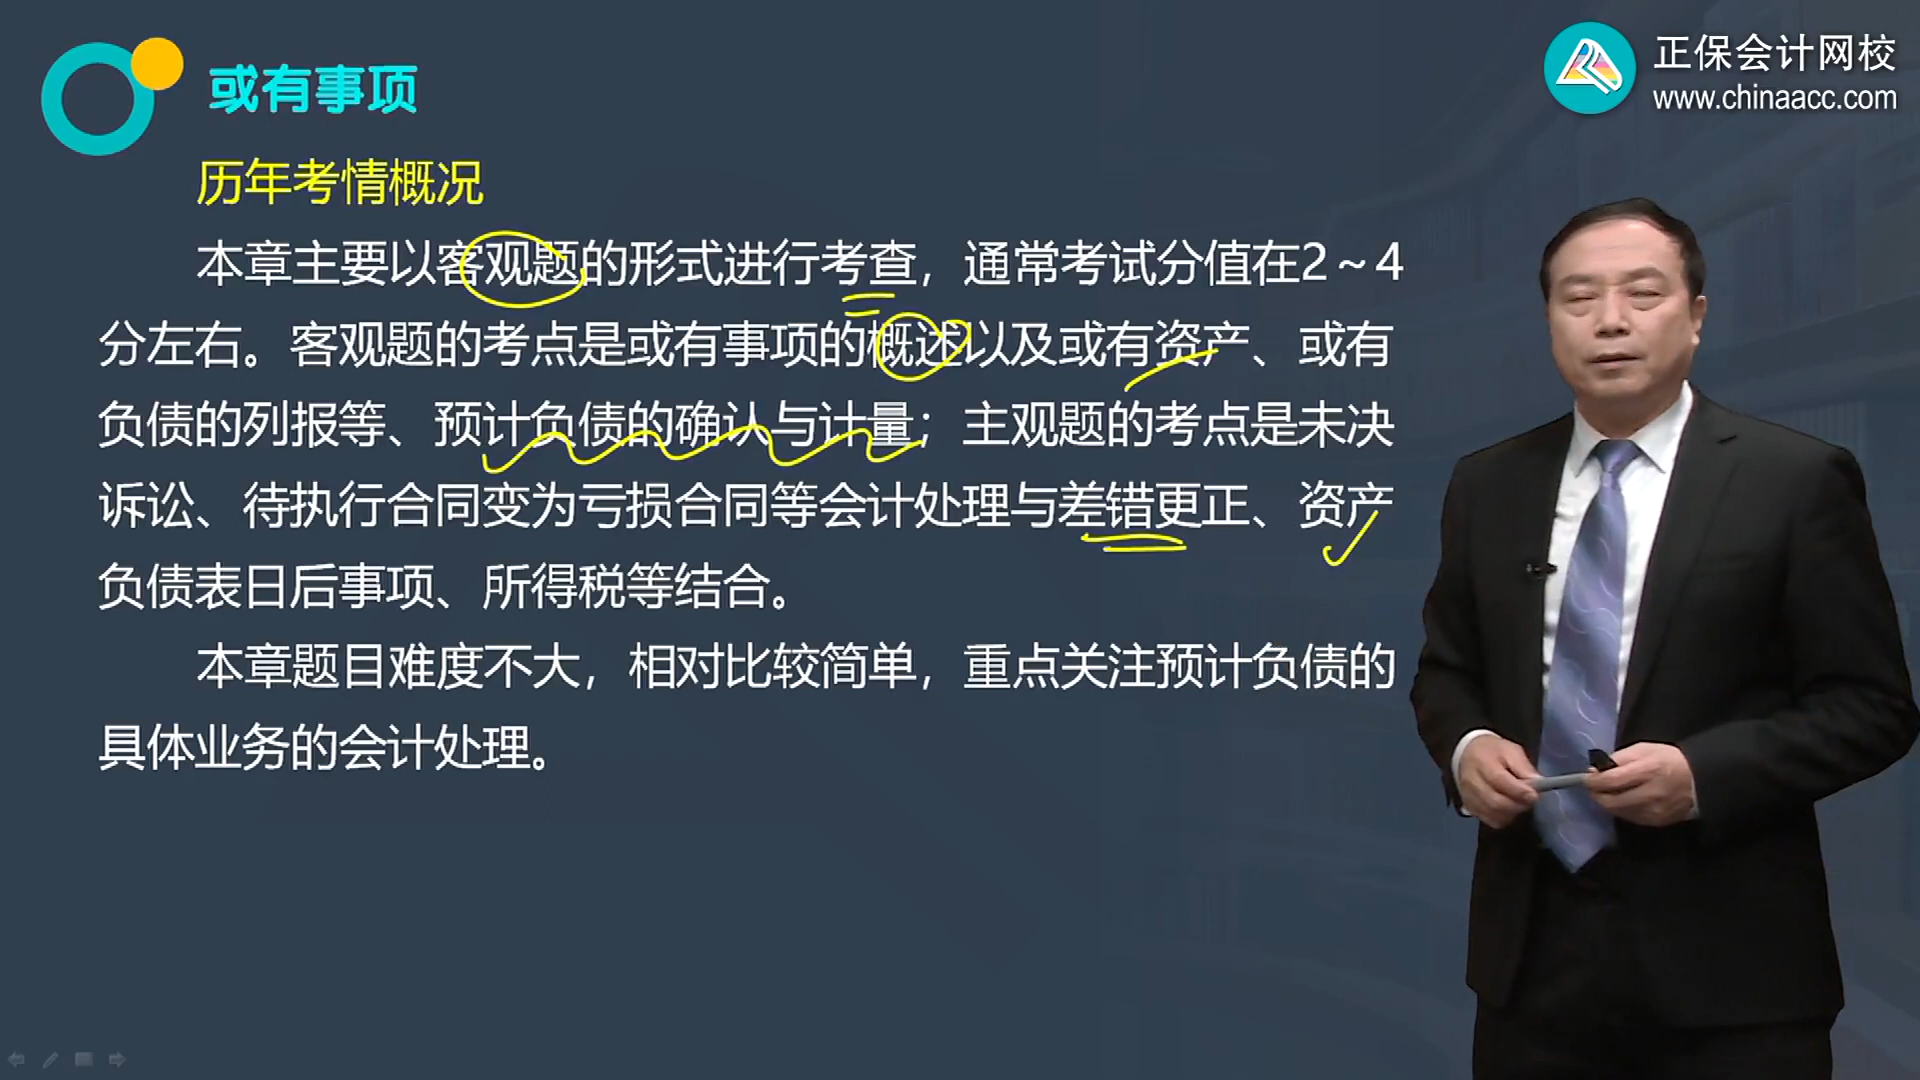 或有事项
正保会计网校
www.chinaacc.com
历年考情概况
本章主要以客观题的形式进行考查，通常考试分值在2～4
分左右。客观题的考点是或有事项的概述以及或有资产、或有
负债的列报等、预计负债的确认与计量；主观题的考点是未决
诉讼、待执行合同变为亏损合同等会计处理与差错更正、资产
负债表日后事项、所得税等结合。
本章题目难度不大，相对比较简单，重点关注预计负债的
具体业务的会计处理。